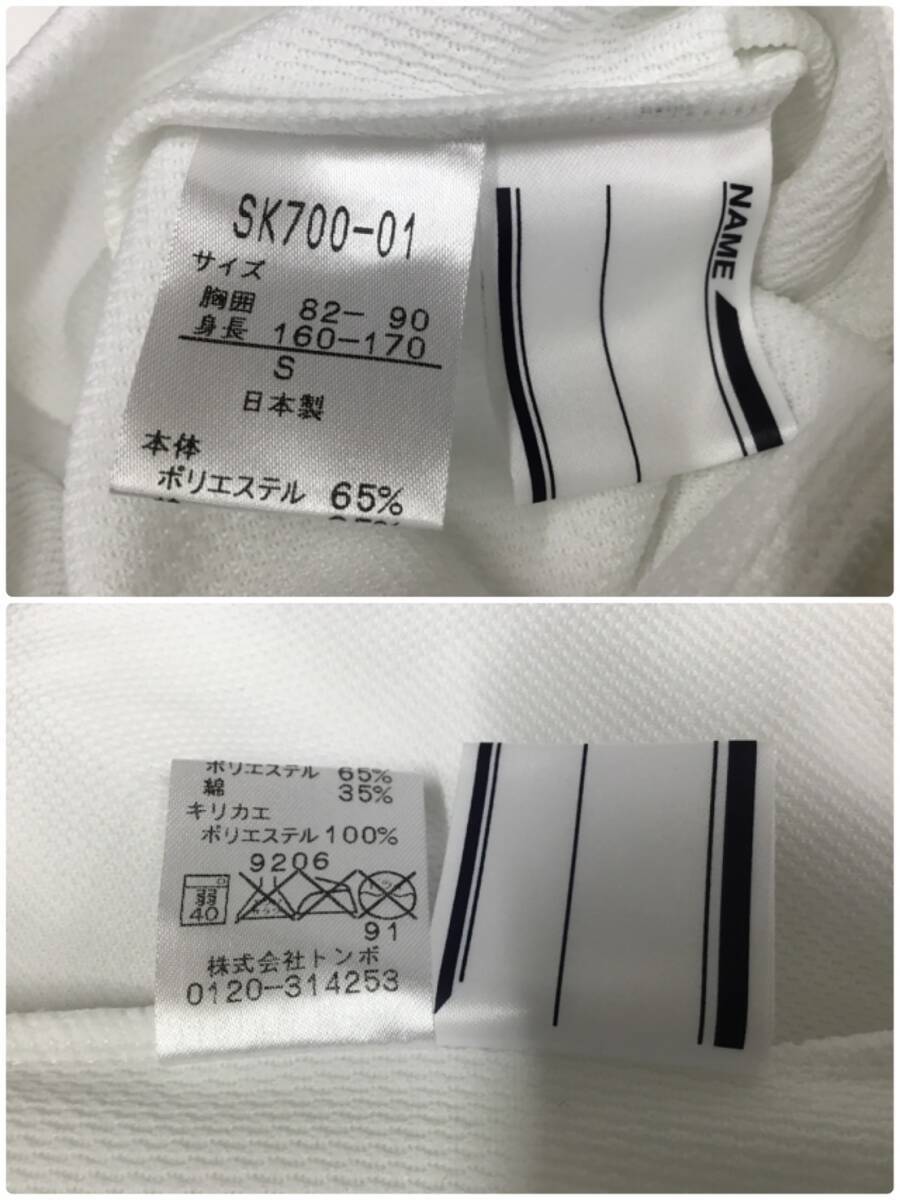 SK700-01
サイズ
胸囲 82- 90
身長 160-170
S
日本製
本体
ポリエステル 65%
NAME
ポリエステル 65%
綿 35%
キリカエ
ポリエステル 100%
9206
弱
40
91
株式会社トンボ
0120-314253